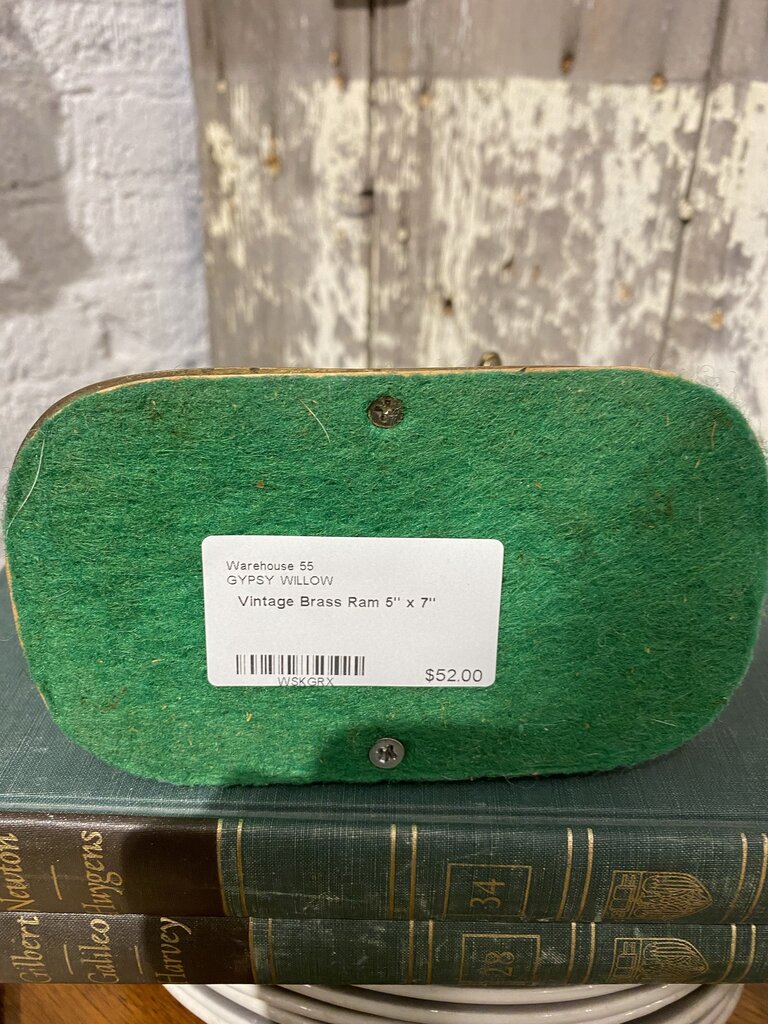 Warehouse 55
GYPSY WILLOW
Vintage Brass Ram 5" x 7"
WSKGRX
$52.00
Newton
Huygens
34
Gilbert
Galileo
Harvey
28